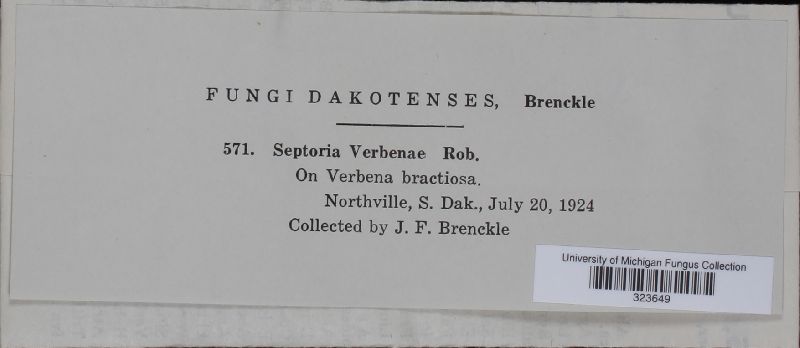 FUNGI DAKOTENSES, Brenckle
571. Septoria Verbenae Rob.
On Verbena bractiosa.
Northville, S. Dak., July 20, 1924
Collected by J. F. Brenckle
University of Michigan Fungus Collection
323649